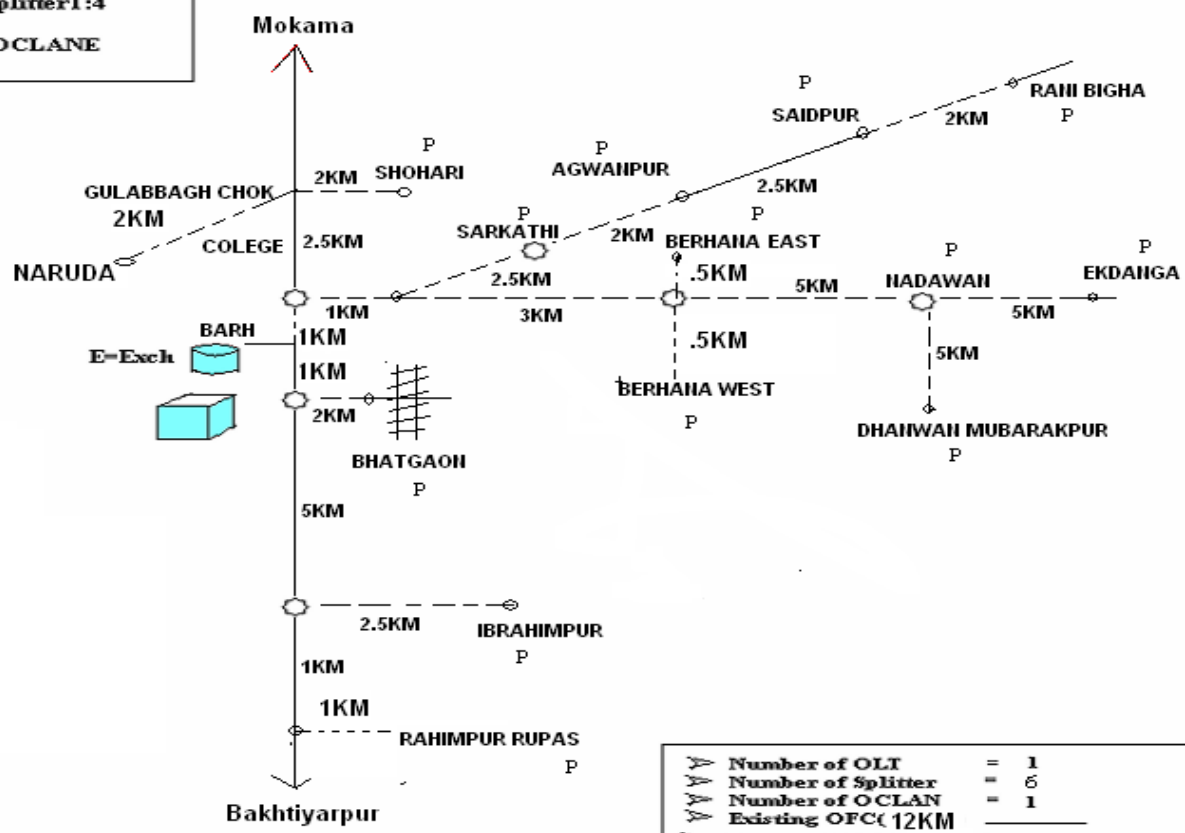 plitter1:4
OCLANE
Mokama
P
RANI BIGHA
P
SAIDPUR
2KM
P
AGWANPUR
2.5KM
P
SHOHARI
2KM
GULABBAGH CHOK
2KM
COLEGE
2.5KM
NARUDA
P
SARKATHI
2KM
P
BERHANA EAST
2.5KM
.5KM
5KM
P
NADAWAN
P
EKDANGA
1KM
3KM
5KM
BARH
1KM
E=Exch
1KM
.5KM
5KM
2KM
BERHANA WEST
P
DHANWAN MUBARAKPUR
P
BHATGAON
P
5KM
2.5KM
IBRAHIMPUR
P
1KM
1KM
RAHIMPUR RUPAS
P
Bakhtiyarpur
Number of OLT = 1
Number of Splitter = 6
Number of OCLAN = 1
Existing OFC( 12KM